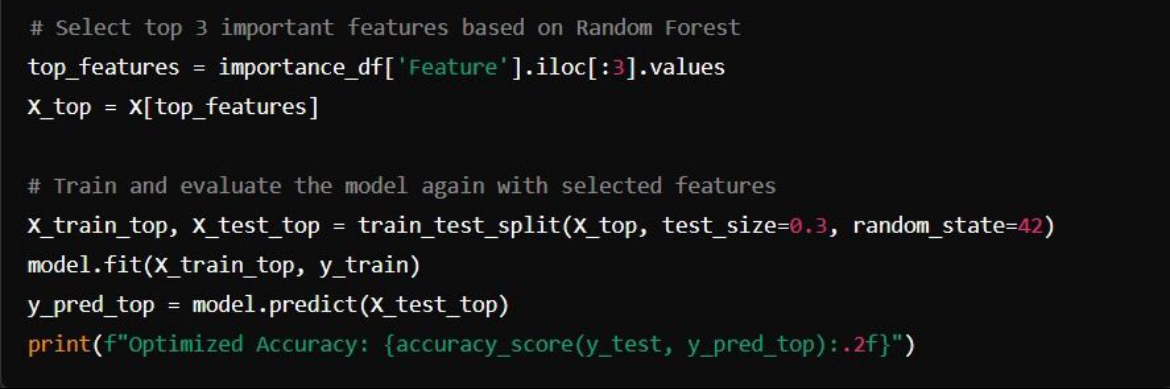 # Select top 3 important features based on Random Forest
top_features = importance_df['Feature'].iloc[:3].values
X_top = X[top_features]
# Train and evaluate the model again with selected features
X_train_top, X_test_top = train_test_split(X_top, test_size=0.3, random_state=42)
model.fit(X_train_top, y_train)
y_pred_top = model.predict(X_test_top)
print(f"Optimized Accuracy: {accuracy_score(y_test, y_pred_top):.2f}")